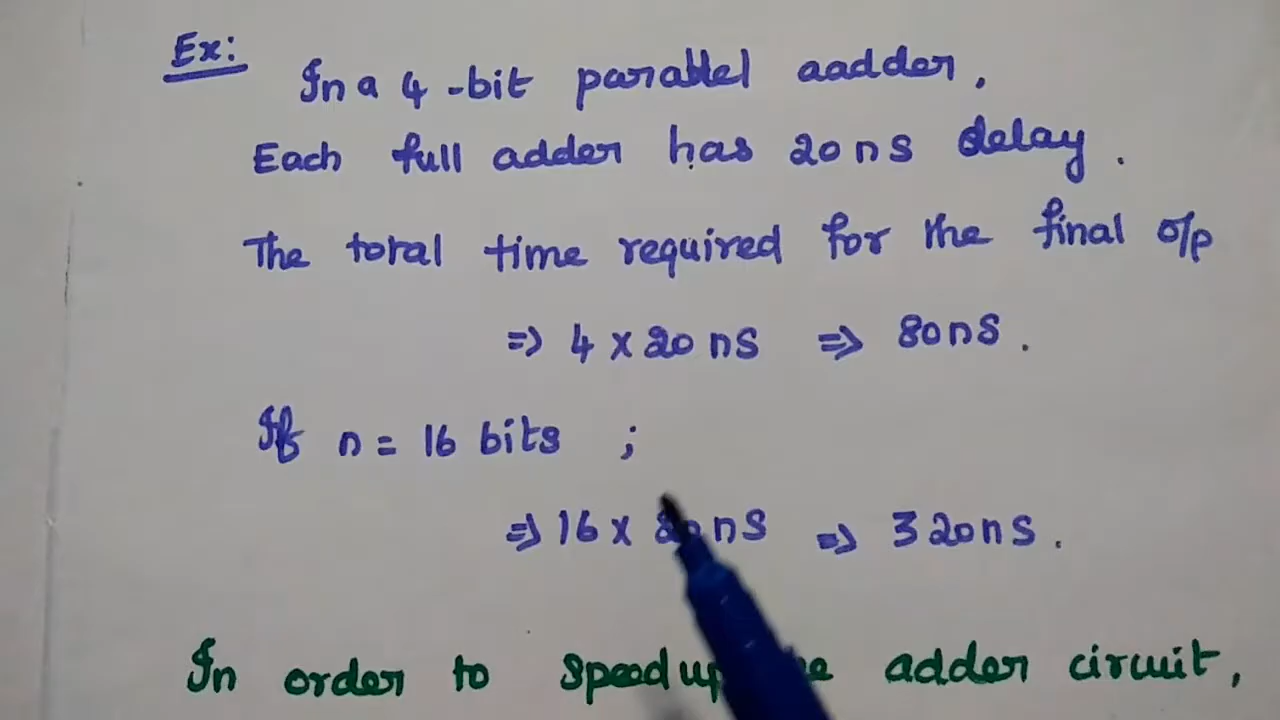 Ex:
In a 4-bit parallel aadder,
Each full adder has 20ns delay.
The total time required for the final o/p
⇒ 4 x 20 ns ⇒ 80ns.
If n = 16 bits ;
⇒ 16 x ns ⇒ 320ns.
In order to speed up adder circuit,